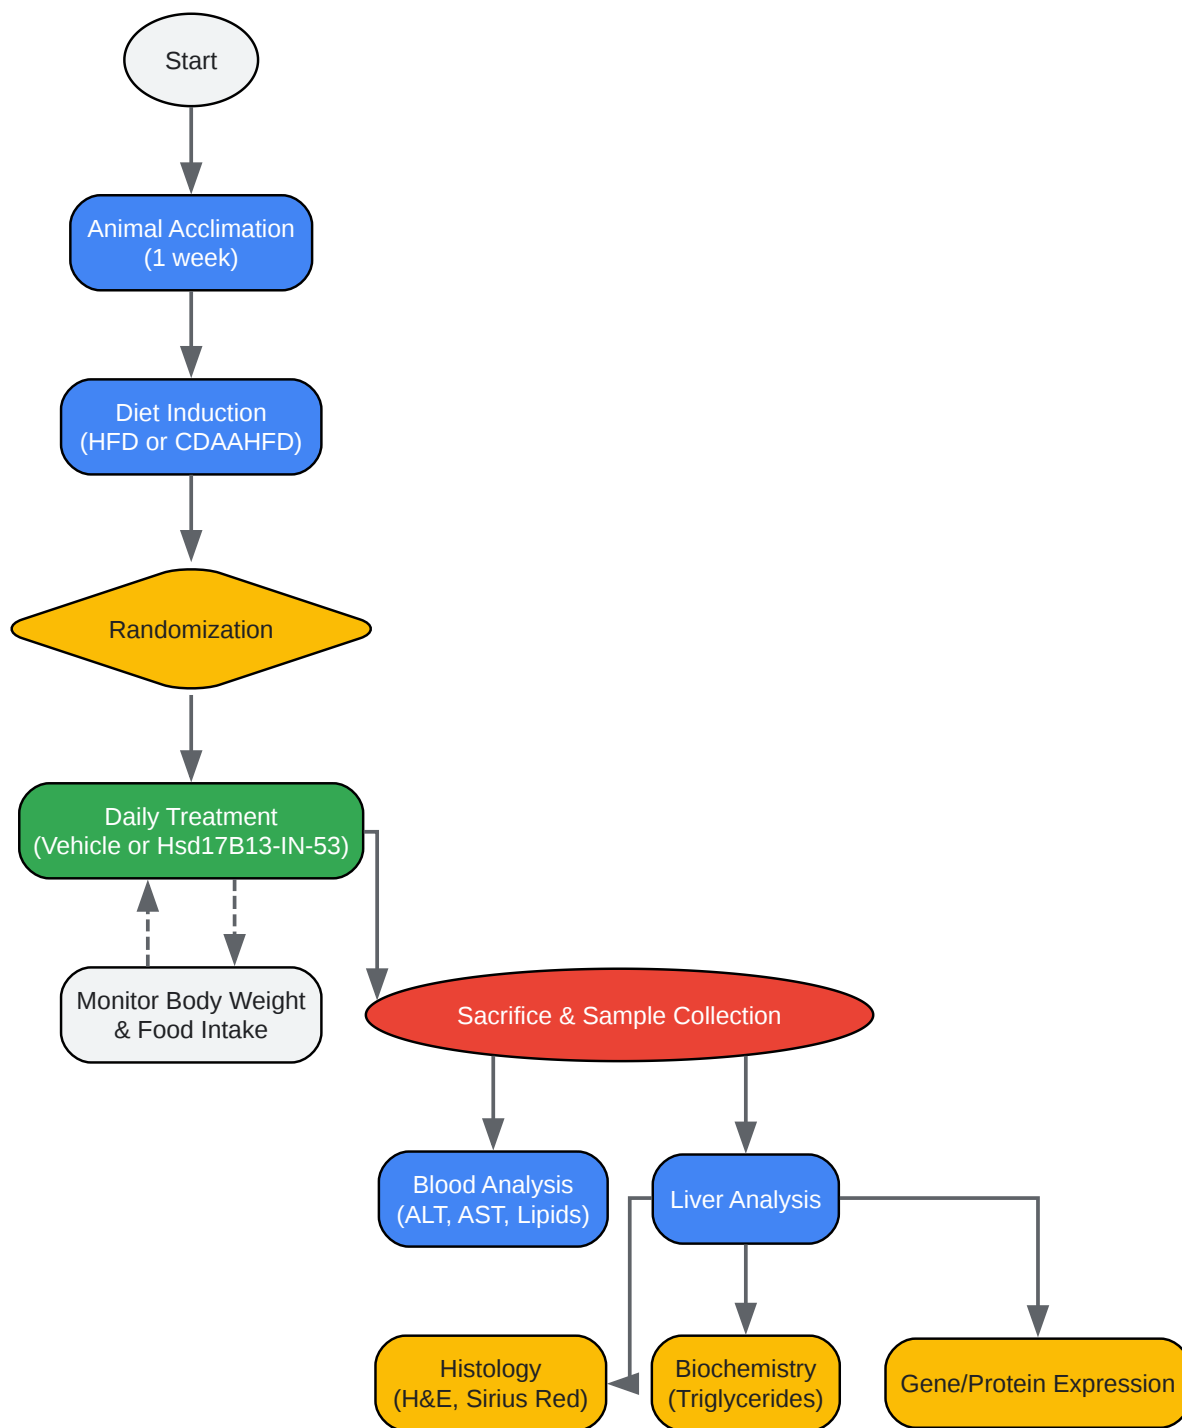 Start
Animal Acclimation
(1 week)
Diet Induction
(HFD or CDAAHFD)
Randomization
Daily Treatment
(Vehicle or Hsd17B13-IN-53)
Monitor Body Weight
& Food Intake
Sacrifice & Sample Collection
Blood Analysis
(ALT, AST, Lipids)
Liver Analysis
Histology
(H&E, Sirius Red)
Biochemistry
(Triglycerides)
Gene/Protein Expression